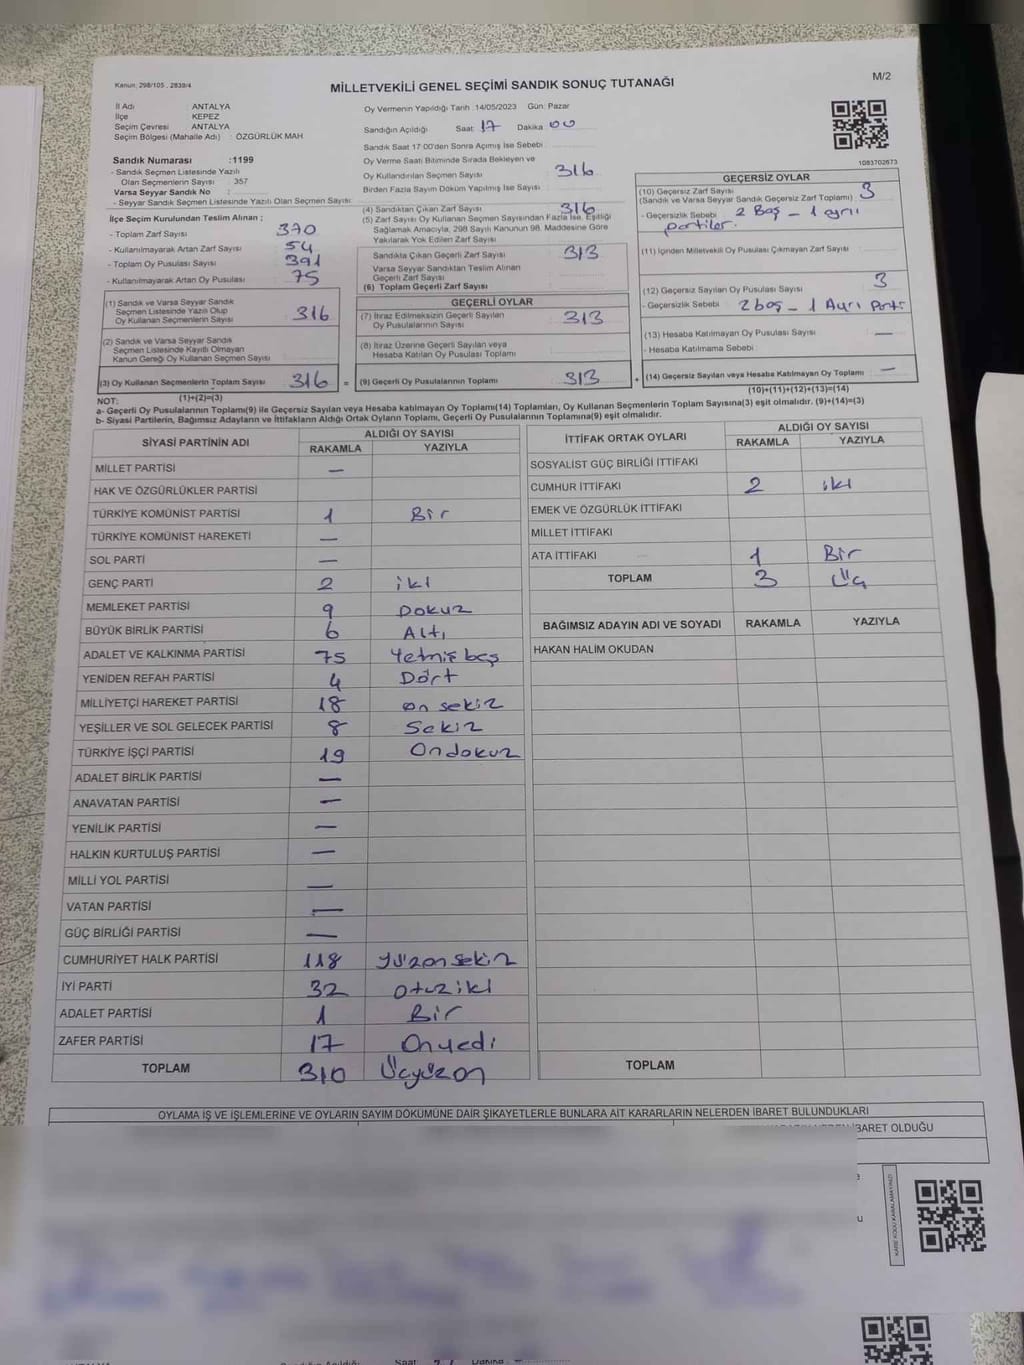 Kanun: 298/105 , 2839/4
MİLLETVEKİLİ GENEL SEÇİMİ SANDIK SONUÇ TUTANAĞI
M/2
İl Adı : ANTALYA
İlçe : KEPEZ
Seçim Çevresi : ANTALYA
Seçim Bölgesi (Mahalle Adı) : ÖZGÜRLÜK MAH.
Sandık Numarası :1199
- Sandık Seçmen Listesinde Yazılı
Olan Seçmenlerin Sayısı : 357
Varsa Seyyar Sandık No :
- Seyyar Sandık Seçmen Listesinde Yazılı Olan Seçmen Sayısı:
Oy Vermenin Yapıldığı Tarih : 14/05/2023 Gün: Pazar
Sandığın Açıldığı Saat 17 Dakika 00
Sandık Saat 17:00'den Sonra Açılmış İse Sebebi
Oy Verme Saati Bitiminde Sırada Bekleyen ve
Oy Kullandırılan Seçmen Sayısı 316
Birden Fazla Sayım Döküm Yapılmış İse Sayısı
1083702673
İlçe Seçim Kurulundan Teslim Alınan ;
- Toplam Zarf Sayısı 370
- Kullanılmayarak Artan Zarf Sayısı 54
- Toplam Oy Pusulası Sayısı 391
- Kullanılmayarak Artan Oy Pusulası 75
(1) Sandık ve Varsa Seyyar Sandık
Seçmen Listesinde Yazılı Olup
Oy Kullanan Seçmenlerin Sayısı 316
(2) Sandık ve Varsa Seyyar Sandık
Seçmen Listesinde Kayıtlı Olmayan
Kanun Gereği Oy Kullanan Seçmen Sayısı
(3) Oy Kullanan Seçmenlerin Toplam Sayısı 316 =
(1)+(2)=(3)
(4) Sandıktan Çıkan Zarf Sayısı 316
(5) Zarf Sayısı Oy Kullanan Seçmen Sayısından Fazla İse, Eşitliği
Sağlamak Amacıyla, 298 Sayılı Kanunun 98. Maddesine Göre
Yakılarak Yok Edilen Zarf Sayısı
Sandıkta Çıkan Geçerli Zarf Sayısı 313
Varsa Seyyar Sandıktan Teslim Alınan
Geçerli Zarf Sayısı
(6) Toplam Geçerli Zarf Sayısı
GEÇERLİ OYLAR
(7) İtiraz Edilmeksizin Geçerli Sayılan
Oy Pusulalarının Sayısı 313
(8) İtiraz Üzerine Geçerli Sayılan veya
Hesaba Katılan Oy Pusulası Toplamı
(9) Geçerli Oy Pusulalarının Toplamı 313 +
GEÇERSİZ OYLAR
(10) Geçersiz Zarf Sayısı
(Sandık ve Varsa Seyyar Sandık Geçersiz Zarf Toplamı) 3
- Geçersizlik Sebebi 2 Boş - 1 ayrı
partiler.
(11) İçinden Milletvekili Oy Pusulası Çıkmayan Zarf Sayısı
(12) Geçersiz Sayılan Oy Pusulası Sayısı 3
- Geçersizlik Sebebi 2 boş - 1 Ayrı Parti
(13) Hesaba Katılmayan Oy Pusulası Sayısı —
- Hesaba Katılmama Sebebi
(14) Geçersiz Sayılan veya Hesaba Katılmayan Oy Toplamı —
(10)+(11)+(12)+(13)=(14)
NOT:
a- Geçerli Oy Pusulalarının Toplamı(9) ile Geçersiz Sayılan veya Hesaba katılmayan Oy Toplamı(14) Toplamları, Oy Kullanan Seçmenlerin Toplam Sayısına(3) eşit olmalıdır. (9)+(14)=(3)
b- Siyasi Partilerin, Bağımsız Adayların ve İttifakların Aldığı Ortak Oyların Toplamı, Geçerli Oy Pusulalarının Toplamına(9) eşit olmalıdır.
SİYASİ PARTİNİN ADI ALDIĞI OY SAYISI
RAKAMLA YAZIYLA
MİLLET PARTİSİ —
HAK VE ÖZGÜRLÜKLER PARTİSİ
TÜRKİYE KOMÜNİST PARTİSİ 1 Bir
TÜRKİYE KOMÜNİST HAREKETİ —
SOL PARTİ —
GENÇ PARTİ 2 iki
MEMLEKET PARTİSİ 9 Dokuz
BÜYÜK BİRLİK PARTİSİ 6 Altı
ADALET VE KALKINMA PARTİSİ 75 Yetmiş beş
YENİDEN REFAH PARTİSİ 4 Dört
MİLLİYETÇİ HAREKET PARTİSİ 18 on sekiz
YEŞİLLER VE SOL GELECEK PARTİSİ 8 Sekiz
TÜRKİYE İŞÇİ PARTİSİ 19 Ondokuz
ADALET BİRLİK PARTİSİ —
ANAVATAN PARTİSİ —
YENİLİK PARTİSİ —
HALKIN KURTULUŞ PARTİSİ —
MİLLİ YOL PARTİSİ —
VATAN PARTİSİ —
GÜÇ BİRLİĞİ PARTİSİ —
CUMHURİYET HALK PARTİSİ 118 Yüzon sekiz
İYİ PARTİ 32 otuz iki
ADALET PARTİSİ 1 Bir
ZAFER PARTİSİ 17 Onyedi
TOPLAM 310 Üçyüzon
İTTİFAK ORTAK OYLARI ALDIĞI OY SAYISI
RAKAMLA YAZIYLA
SOSYALİST GÜÇ BİRLİĞİ İTTİFAKI
CUMHUR İTTİFAKI 2 iki
EMEK VE ÖZGÜRLÜK İTTİFAKI
MİLLET İTTİFAKI
ATA İTTİFAKI 1 Bir
TOPLAM 3 Üç
BAĞIMSIZ ADAYIN ADI VE SOYADI RAKAMLA YAZIYLA
HAKAN HALİM OKUDAN
TOPLAM
OYLAMA İŞ VE İŞLEMLERİNE VE OYLARIN SAYIM DÖKÜMÜNE DAİR ŞİKAYETLERLE BUNLARA AİT KARARLARIN NELERDEN İBARET BULUNDUKLARI
İBARET OLDUĞU